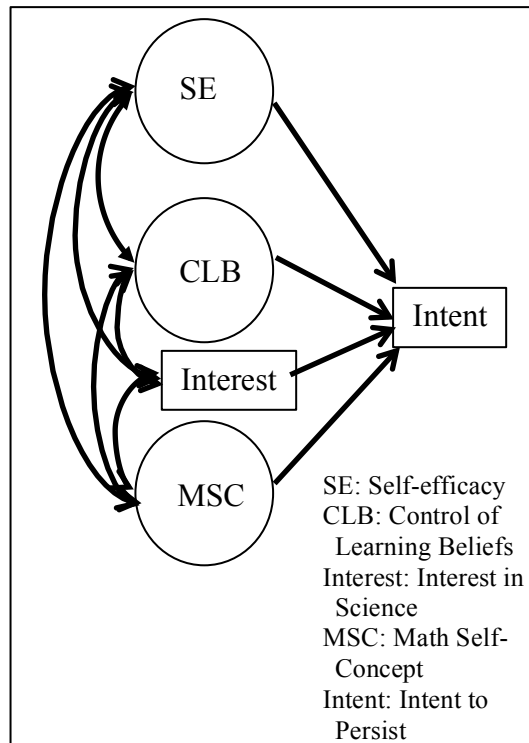 SE
CLB
Intent
Interest
MSC
SE: Self-efficacy
CLB: Control of
Learning Beliefs
Interest: Interest in
Science
MSC: Math Self-
Concept
Intent: Intent to
Persist